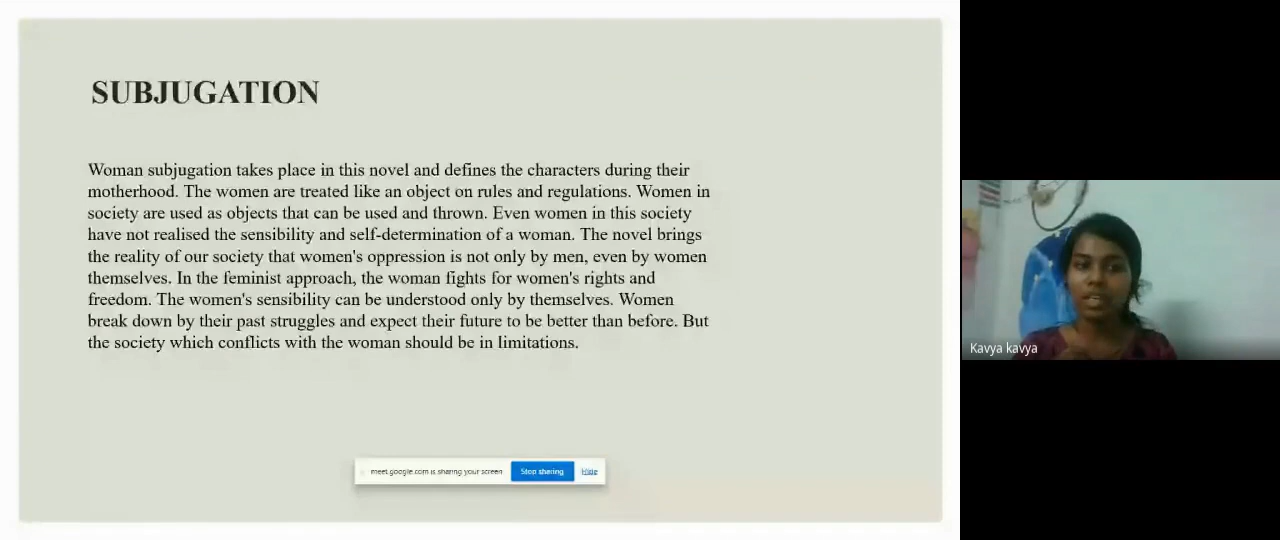 SUBJUGATION
Woman subjugation takes place in this novel and defines the characters during their
motherhood. The women are treated like an object on rules and regulations. Women in
society are used as objects that can be used and thrown. Even women in this society
have not realised the sensibility and self-determination of a woman. The novel brings
the reality of our society that women's oppression is not only by men, even by women
themselves. In the feminist approach, the woman fights for women's rights and
freedom. The women's sensibility can be understood only by themselves. Women
break down by their past struggles and expect their future to be better than before. But
the society which conflicts with the woman should be in limitations.
meet.google.com is sharing your screen
Stop sharing
Hide
Kavya kavya